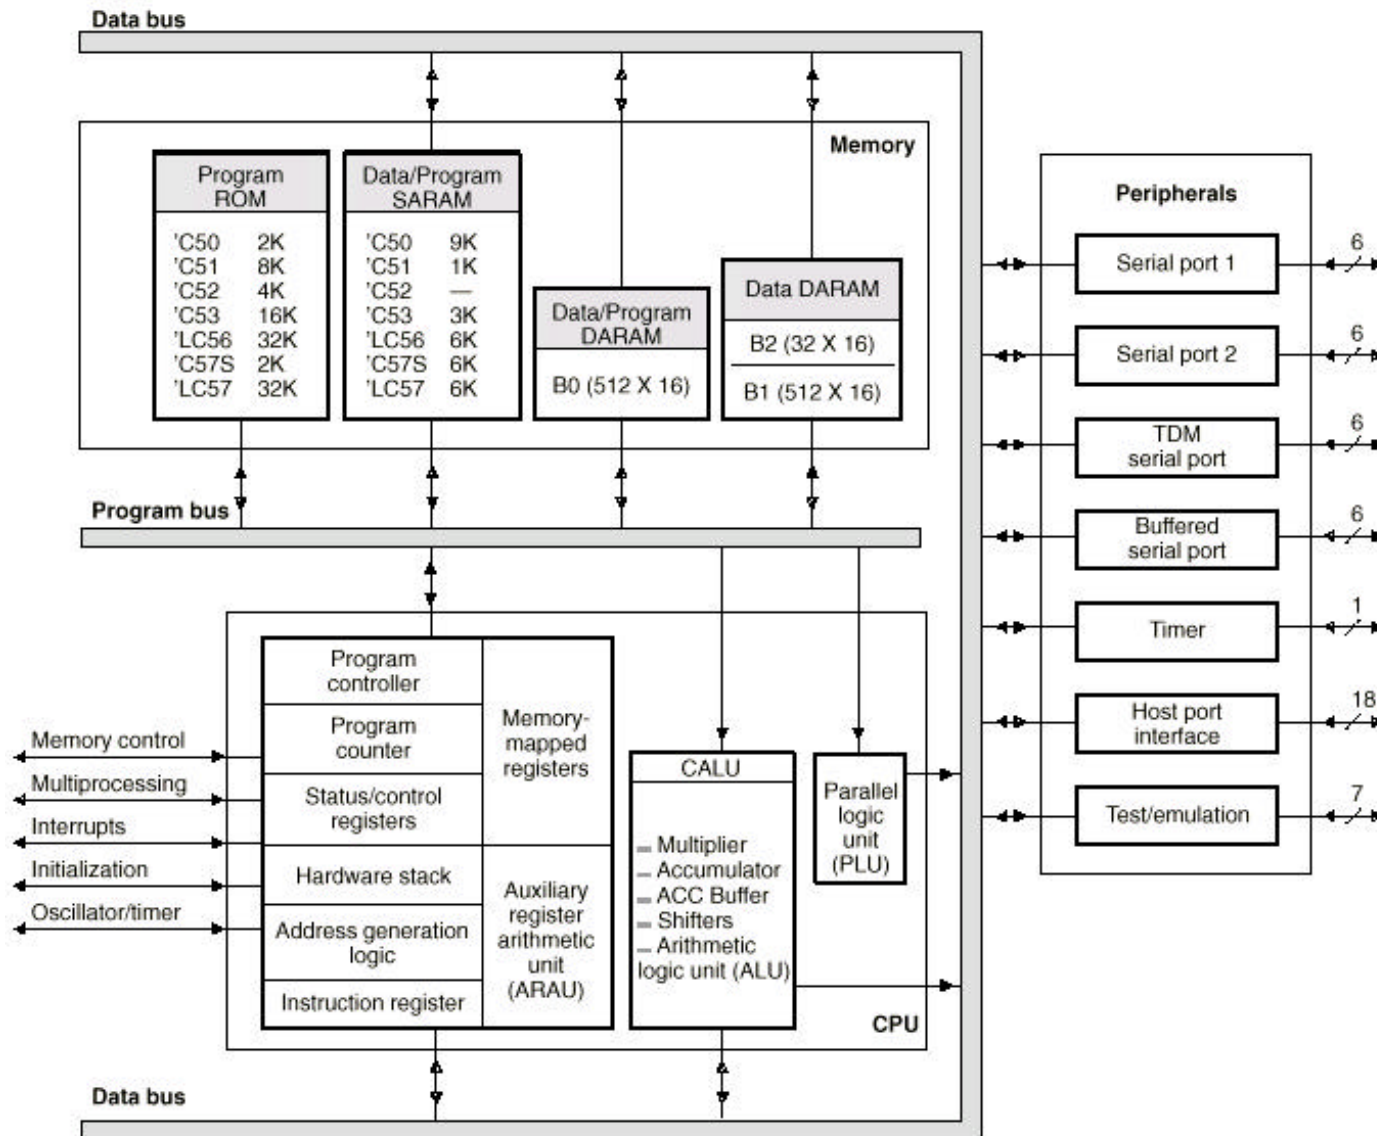 Data bus
Memory
Program
ROM
'C50 2K
'C51 8K
'C52 4K
'C53 16K
'LC56 32K
'C57S 2K
'LC57 32K
Data/Program
SARAM
'C50 9K
'C51 1K
'C52 —
'C53 3K
'LC56 6K
'C57S 6K
'LC57 6K
Data/Program
DARAM
B0 (512 X 16)
Data DARAM
B2 (32 X 16)
B1 (512 X 16)
Program bus
Program
controller
Program
counter
Status/control
registers
Hardware stack
Address generation
logic
Instruction register
Memory-
mapped
registers
Auxiliary
register
arithmetic
unit
(ARAU)
Memory control
Multiprocessing
Interrupts
Initialization
Oscillator/timer
CALU
– Multiplier
– Accumulator
– ACC Buffer
– Shifters
– Arithmetic
logic unit (ALU)
Parallel
logic
unit
(PLU)
CPU
Data bus
Peripherals
Serial port 1
6
Serial port 2
6
TDM
serial port
6
Buffered
serial port
6
Timer
1
Host port
interface
18
Test/emulation
7